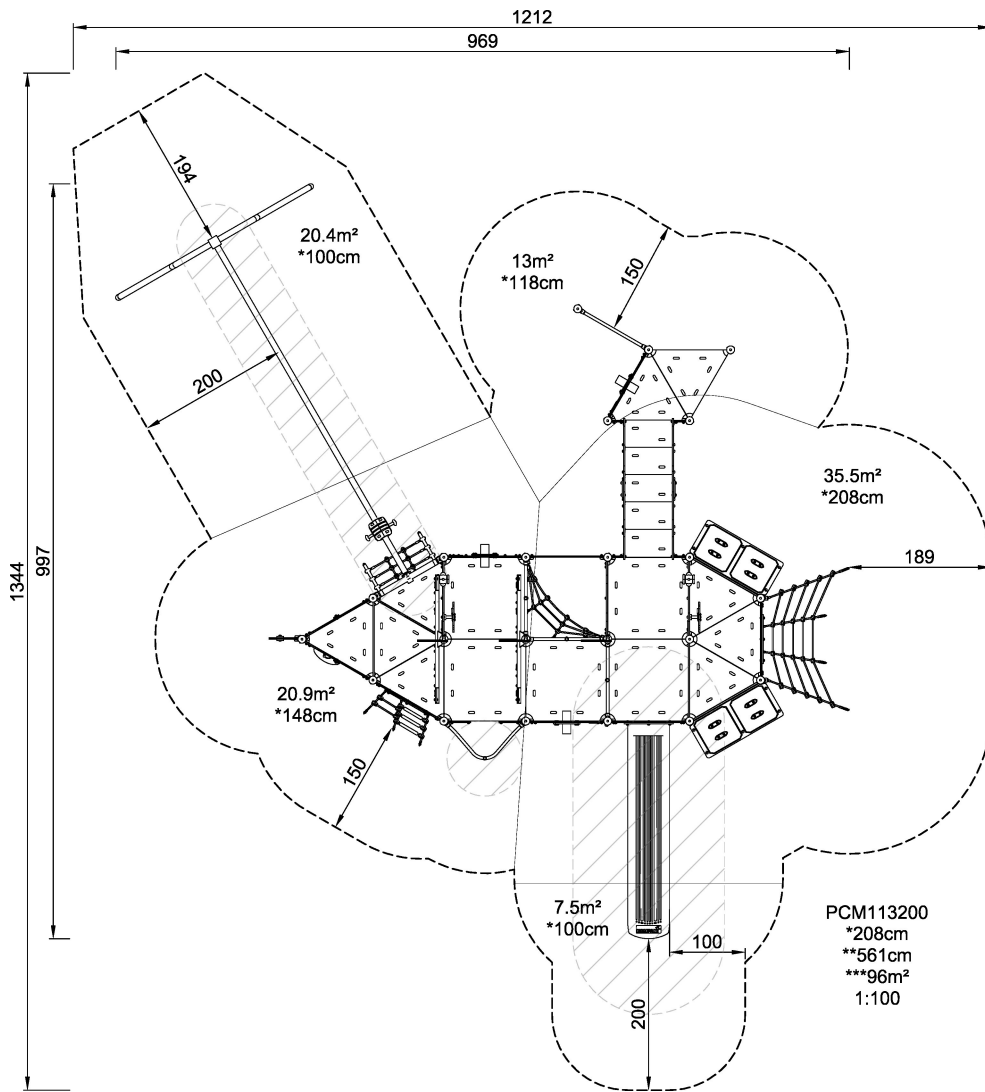 1212
969
194
20.4m²
*100cm
13m²
*118cm
150
200
35.5m²
*208cm
189
1344
997
20.9m²
*148cm
150
7.5m²
*100cm
100
200
PCM113200
*208cm
**561cm
***96m²
1:100